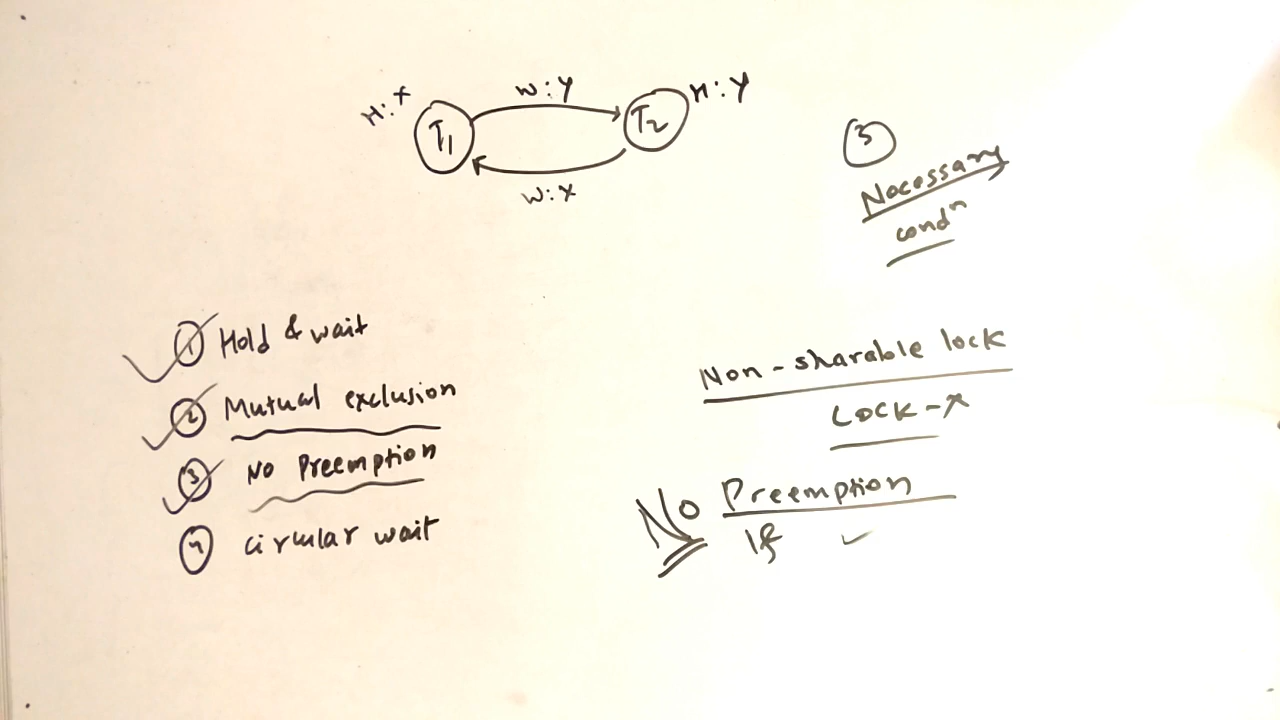 H:X
W:Y
H:Y
T1
T2
W:X
3
Necessary
condⁿ
1 Hold & wait
2 Mutual exclusion
3 No Preemption
4 circular wait
Non-sharable lock
LOCK-X
No Preemption
If